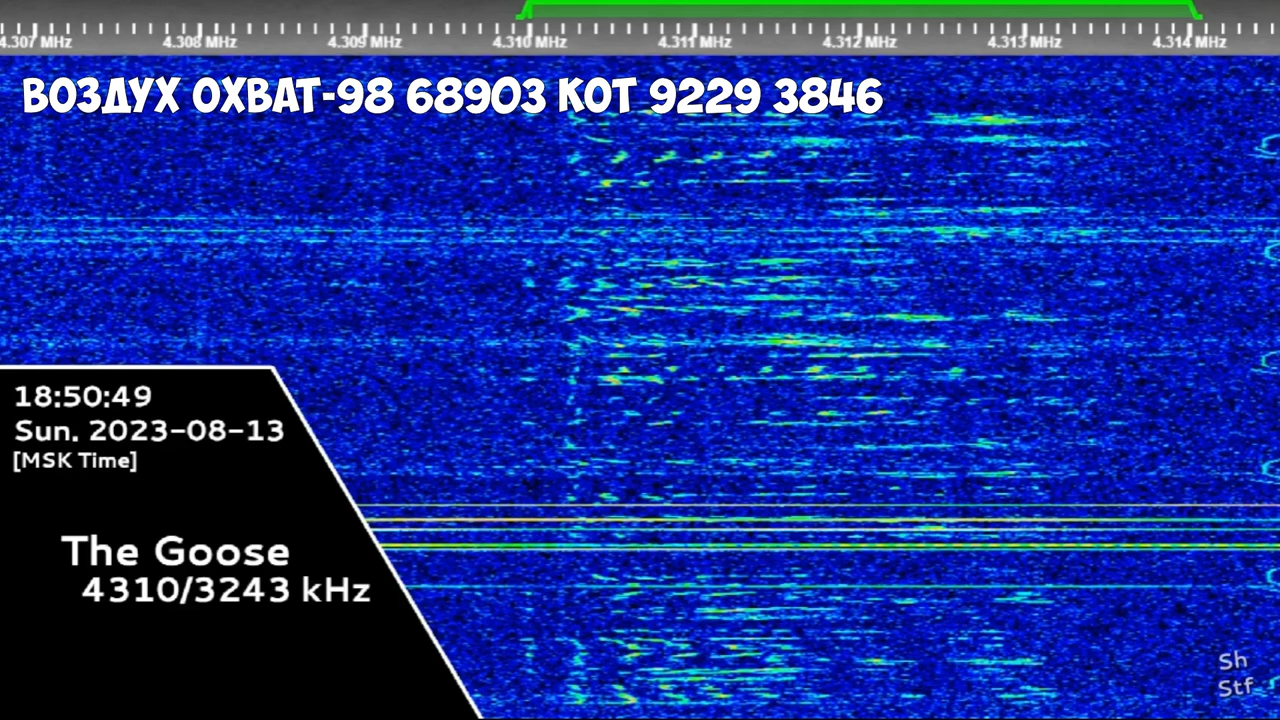 4.307 MHz 4.308 MHz 4.309 MHz 4.310 MHz 4.311 MHz 4.312 MHz 4.313 MHz 4.314 MHz
ВОЗДУХ ОХВАТ-98 68903 КОТ 9229 3846
18:50:49
Sun. 2023-08-13
[MSK Time]
The Goose
4310/3243 kHz
Sh
Stf